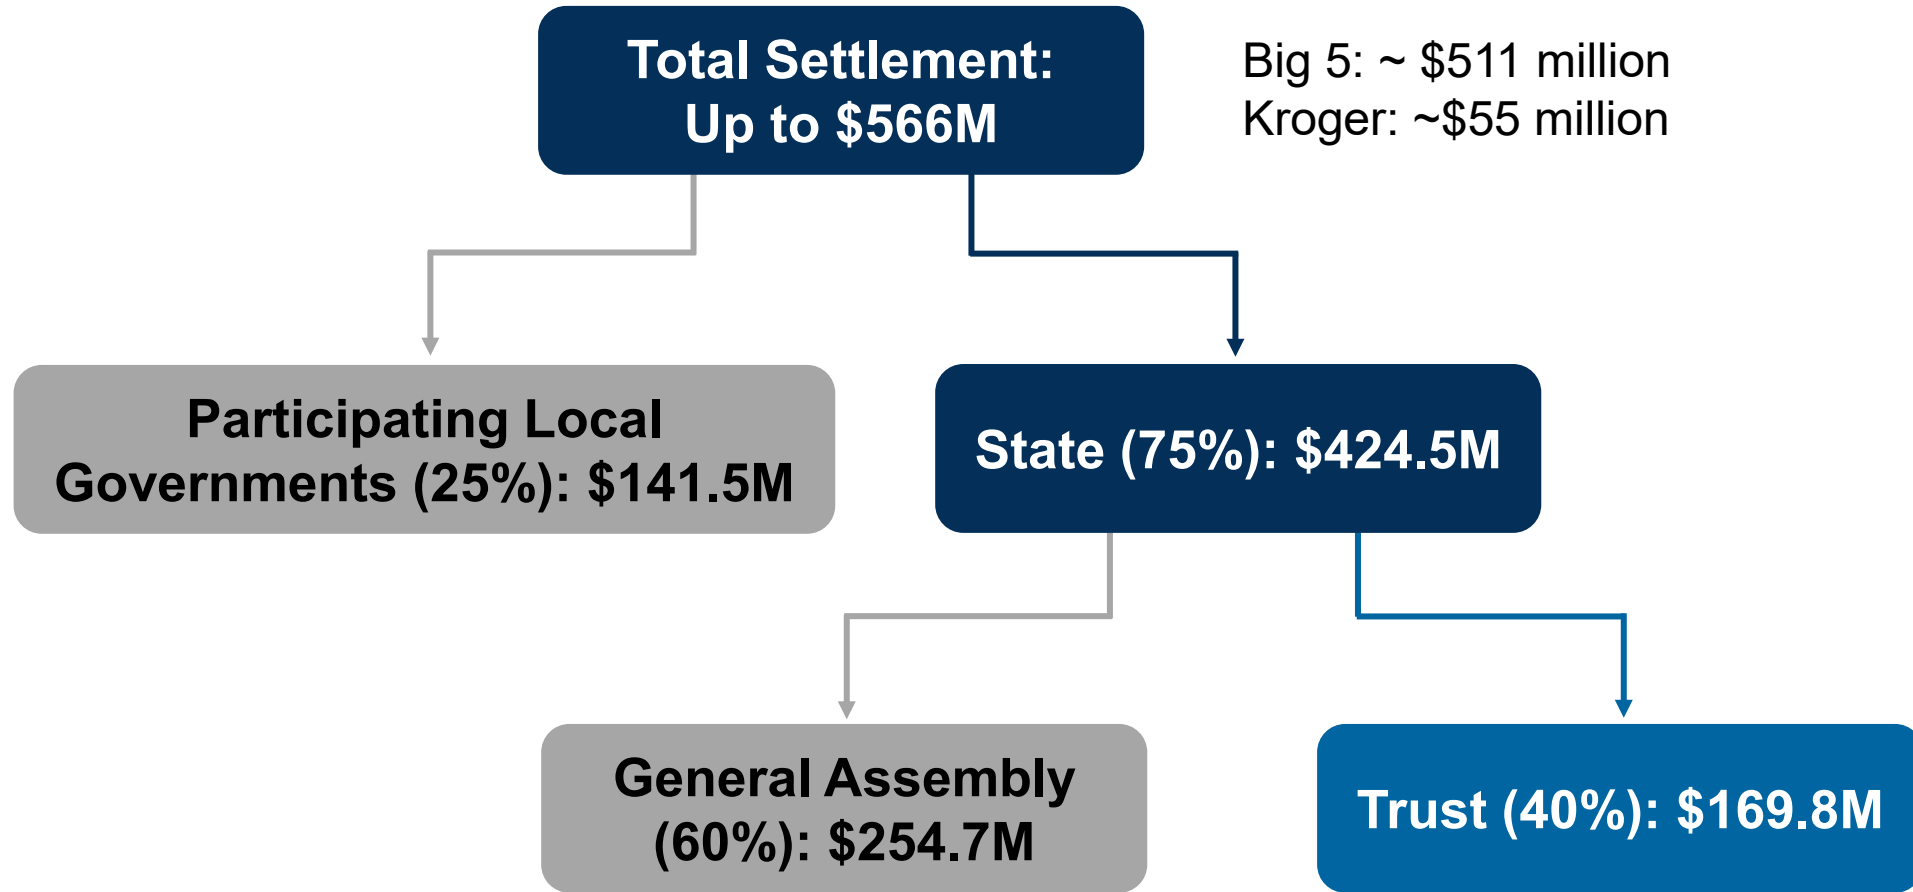 Total Settlement:
Up to $566M
Big 5: ~ $511 million
Kroger: ~$55 million
Participating Local
Governments (25%): $141.5M
State (75%): $424.5M
General Assembly
(60%): $254.7M
Trust (40%): $169.8M